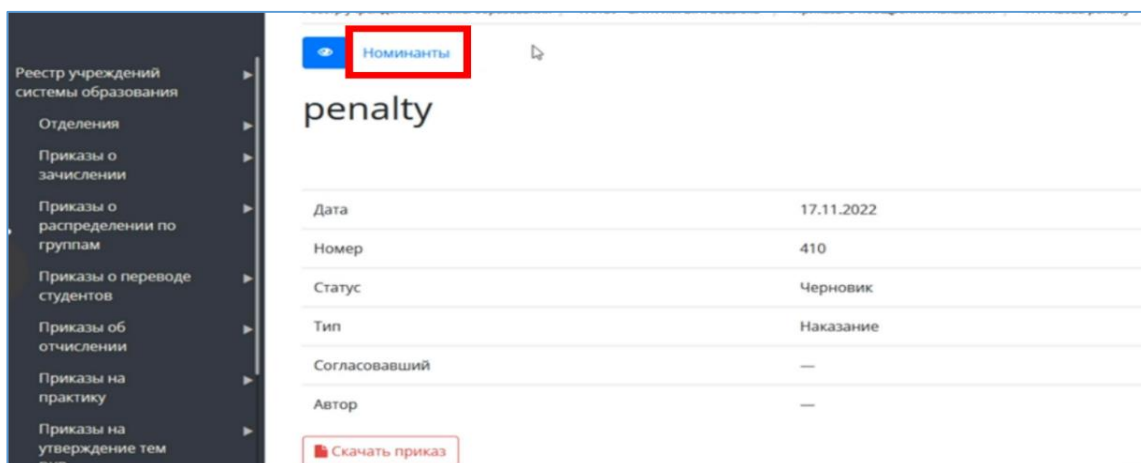 Номинанты
penalty
Реестр учреждений
системы образования
Отделения
Приказы о
зачислении
Приказы о
распределении по
группам
Приказы о переводе
студентов
Приказы об
отчислении
Приказы на
практику
Приказы на
утверждение тем
Дата 17.11.2022
Номер 410
Статус Черновик
Тип Наказание
Согласовавший —
Автор —
Скачать приказ